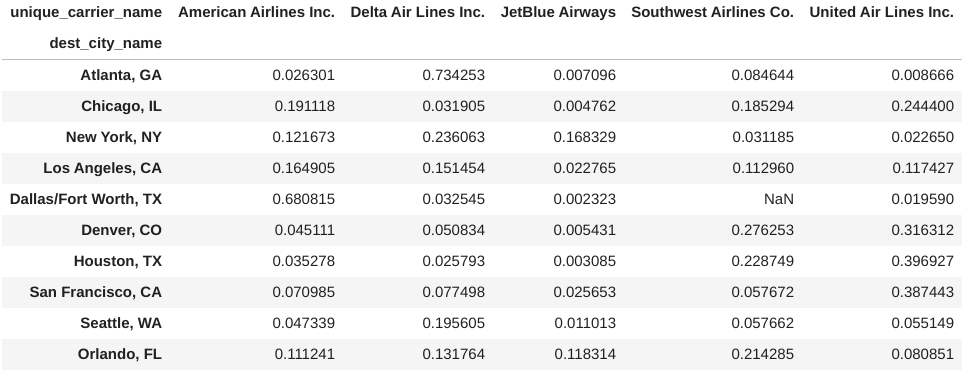 unique_carrier_name American Airlines Inc. Delta Air Lines Inc. JetBlue Airways Southwest Airlines Co. United Air Lines Inc.
dest_city_name
Atlanta, GA 0.026301 0.734253 0.007096 0.084644 0.008666
Chicago, IL 0.191118 0.031905 0.004762 0.185294 0.244400
New York, NY 0.121673 0.236063 0.168329 0.031185 0.022650
Los Angeles, CA 0.164905 0.151454 0.022765 0.112960 0.117427
Dallas/Fort Worth, TX 0.680815 0.032545 0.002323 NaN 0.019590
Denver, CO 0.045111 0.050834 0.005431 0.276253 0.316312
Houston, TX 0.035278 0.025793 0.003085 0.228749 0.396927
San Francisco, CA 0.070985 0.077498 0.025653 0.057672 0.387443
Seattle, WA 0.047339 0.195605 0.011013 0.057662 0.055149
Orlando, FL 0.111241 0.131764 0.118314 0.214285 0.080851